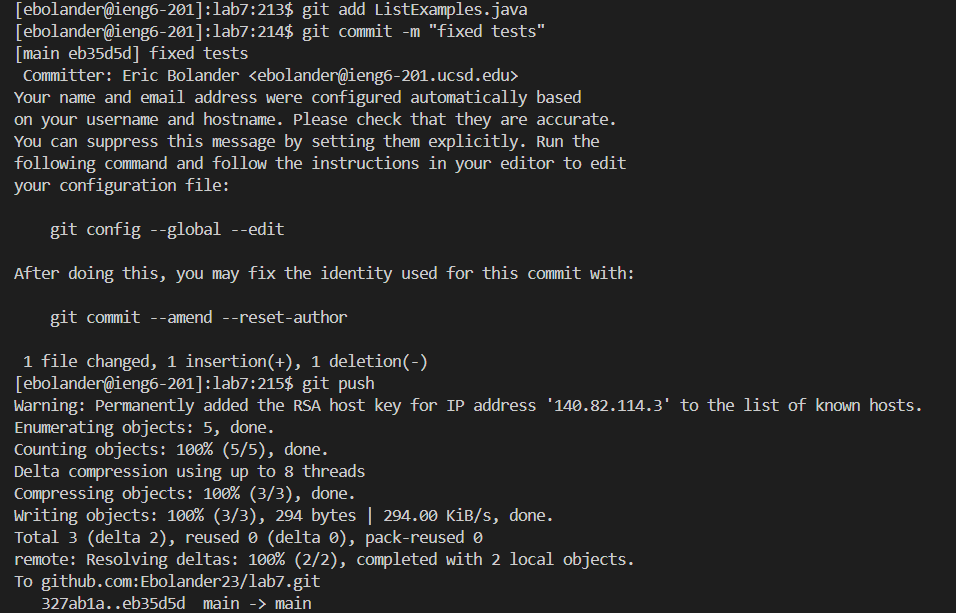 [ebolander@ieng6-201]:lab7:213$ git add ListExamples.java
[ebolander@ieng6-201]:lab7:214$ git commit -m "fixed tests"
[main eb35d5d] fixed tests
 Committer: Eric Bolander <ebolander@ieng6-201.ucsd.edu>
Your name and email address were configured automatically based
on your username and hostname. Please check that they are accurate.
You can suppress this message by setting them explicitly. Run the
following command and follow the instructions in your editor to edit
your configuration file:

    git config --global --edit

After doing this, you may fix the identity used for this commit with:

    git commit --amend --reset-author

 1 file changed, 1 insertion(+), 1 deletion(-)
[ebolander@ieng6-201]:lab7:215$ git push
Warning: Permanently added the RSA host key for IP address '140.82.114.3' to the list of known hosts.
Enumerating objects: 5, done.
Counting objects: 100% (5/5), done.
Delta compression using up to 8 threads
Compressing objects: 100% (3/3), done.
Writing objects: 100% (3/3), 294 bytes | 294.00 KiB/s, done.
Total 3 (delta 2), reused 0 (delta 0), pack-reused 0
remote: Resolving deltas: 100% (2/2), completed with 2 local objects.
To github.com:Ebolander23/lab7.git
   327ab1a..eb35d5d  main -> main